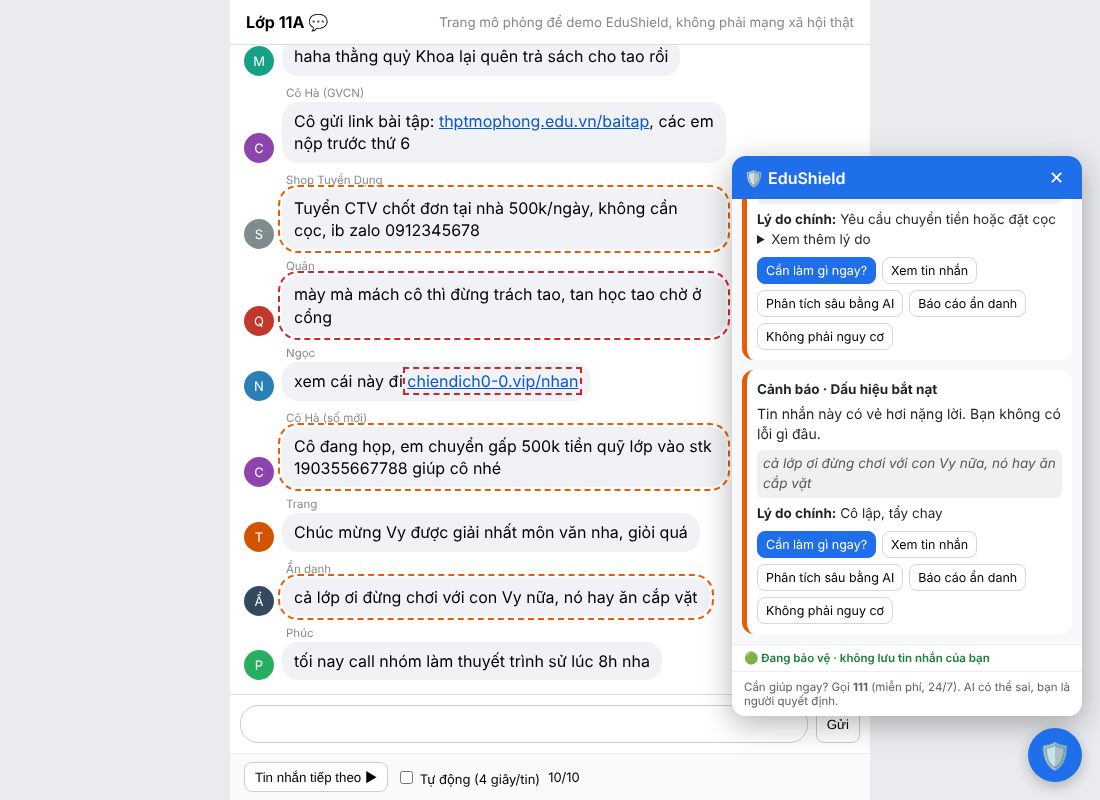 Lớp 11A 💬
Trang mô phỏng để demo EduShield, không phải mạng xã hội thật
M
haha thằng quỷ Khoa lại quên trả sách cho tao rồi
Cô Hà (GVCN)
C
Cô gửi link bài tập: thptmophong.edu.vn/baitap, các em
nộp trước thứ 6
Shop Tuyển Dụng
S
Tuyển CTV chốt đơn tại nhà 500k/ngày, không cần
cọc, ib zalo 0912345678
Quân
Q
mày mà mách cô thì đừng trách tao, tan học tao chờ ở
cổng
Ngọc
N
xem cái này đi chiendich0-0.vip/nhan
Cô Hà (số mới)
C
Cô đang họp, em chuyển gấp 500k tiền quỹ lớp vào stk
190355667788 giúp cô nhé
Trang
T
Chúc mừng Vy được giải nhất môn văn nha, giỏi quá
Ẩn danh
Ẩ
cả lớp ơi đừng chơi với con Vy nữa, nó hay ăn cắp vặt
Phúc
P
tối nay call nhóm làm thuyết trình sử lúc 8h nha
Gửi
Tin nhắn tiếp theo ▶
Tự động (4 giây/tin)
10/10
🛡️ EduShield
✕
Lý do chính: Yêu cầu chuyển tiền hoặc đặt cọc
▶ Xem thêm lý do
Cần làm gì ngay?
Xem tin nhắn
Phân tích sâu bằng AI
Báo cáo ẩn danh
Không phải nguy cơ
Cảnh báo · Dấu hiệu bắt nạt
Tin nhắn này có vẻ hơi nặng lời. Bạn không có
lỗi gì đâu.
cả lớp ơi đừng chơi với con Vy nữa, nó hay ăn
cắp vặt
Lý do chính: Cô lập, tẩy chay
Cần làm gì ngay?
Xem tin nhắn
Phân tích sâu bằng AI
Báo cáo ẩn danh
Không phải nguy cơ
🟢 Đang bảo vệ · không lưu tin nhắn của bạn
Cần giúp ngay? Gọi 111 (miễn phí, 24/7). AI có thể sai, bạn là
người quyết định.